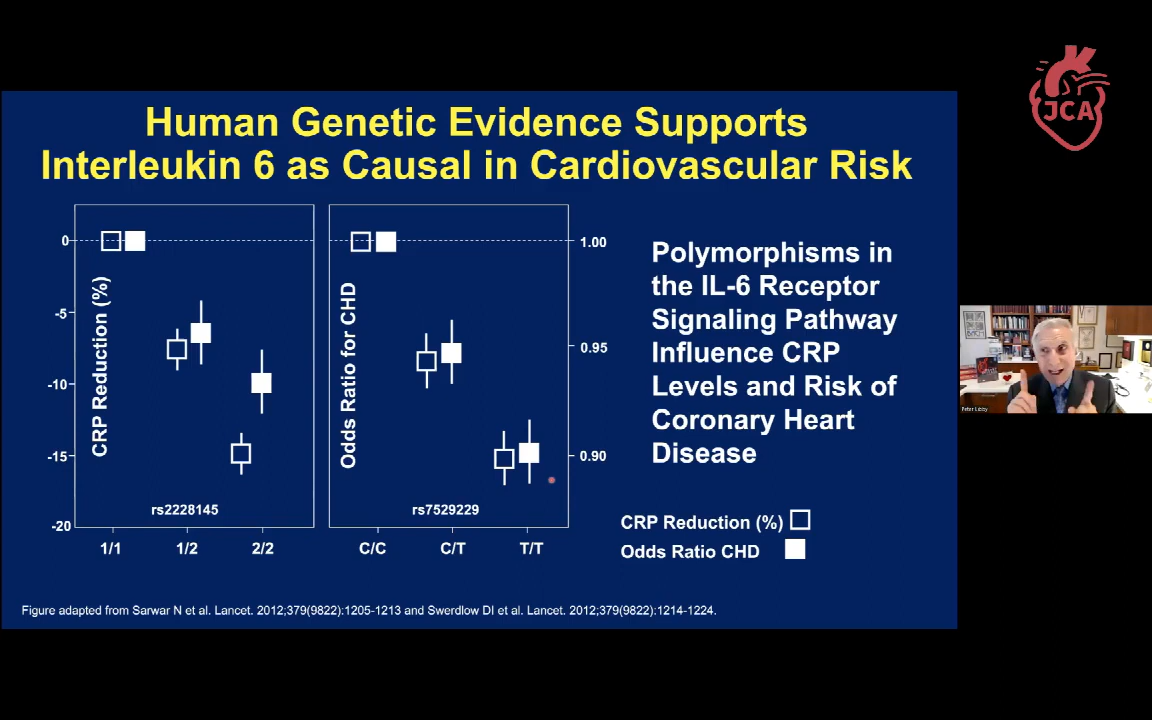 JCA
Human Genetic Evidence Supports
Interleukin 6 as Causal in Cardiovascular Risk
0
-5
-10
-15
-20
CRP Reduction (%)
rs2228145
1/1 1/2 2/2
Odds Ratio for CHD
rs7529229
C/C C/T T/T
1.00
0.95
0.90
Polymorphisms in
the IL-6 Receptor
Signaling Pathway
Influence CRP
Levels and Risk of
Coronary Heart
Disease
CRP Reduction (%)
Odds Ratio CHD
Figure adapted from Sarwar N et al. Lancet. 2012;379(9822):1205-1213 and Swerdlow DI et al. Lancet. 2012;379(9822):1214-1224.
Peter Libby